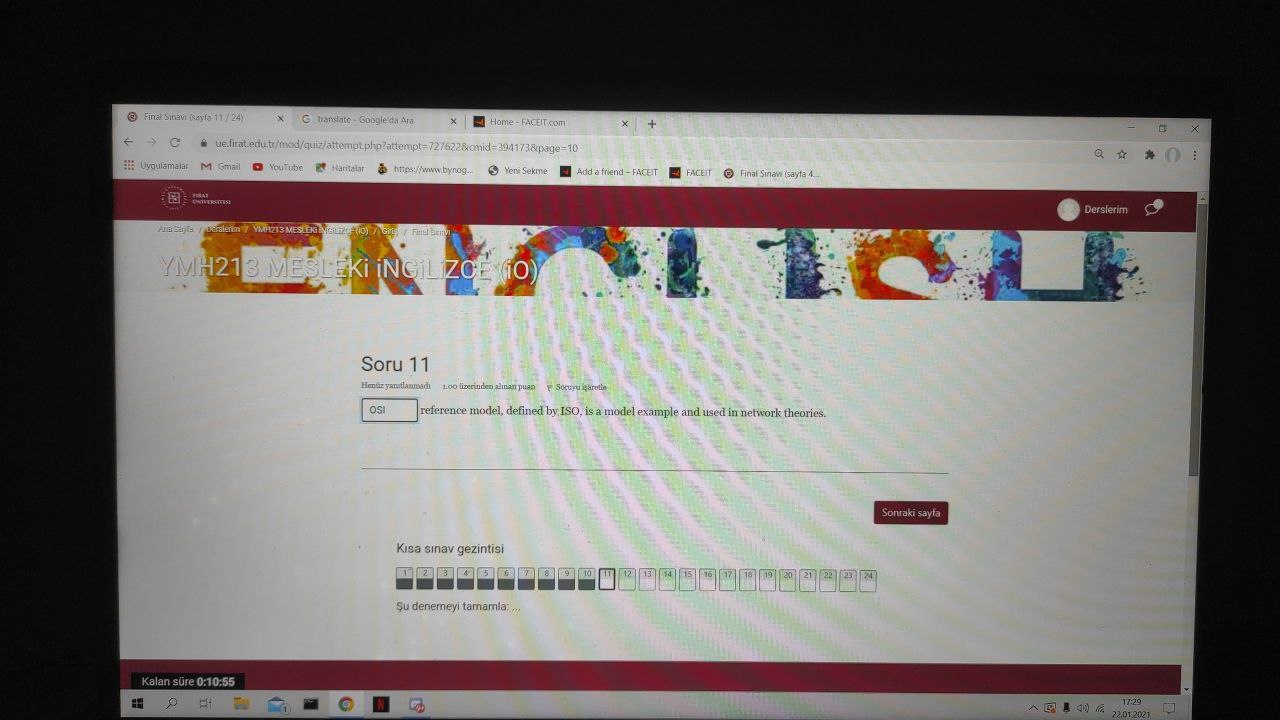 Final Sınavı (sayfa 11 / 24)
translate - Google'da Ara
Home - FACEIT.com
ue.firat.edu.tr/mod/quiz/attempt.php?attempt=727622&cmid=394173&page=10
Uygulamalar
Gmail
YouTube
Haritalar
https://www.bynog...
Yeni Sekme
Add a friend – FACEIT
FACEIT
Final Sınavı (sayfa 4...
FIRAT
ÜNİVERSİTESİ
Derslerim
Ana Sayfa / Derslerim / YMH213 MESLEKİ İNGİLİZCE (İÖ) / Giriş / Final Sınavı
YMH213 MESLEKİ İNGİLİZCE (İÖ)
Soru 11
Henüz yanıtlanmadı 1.00 üzerinden alınan puan Soruyu işaretle
OSI reference model, defined by ISO, is a model example and used in network theories.
Sonraki sayfa
Kısa sınav gezintisi
1 2 3 4 5 6 7 8 9 10 11 12 13 14 15 16 17 18 19 20 21 22 23 24
Şu denemeyi tamamla: ...
Kalan süre 0:10:55
1
17:29
22.01.2021